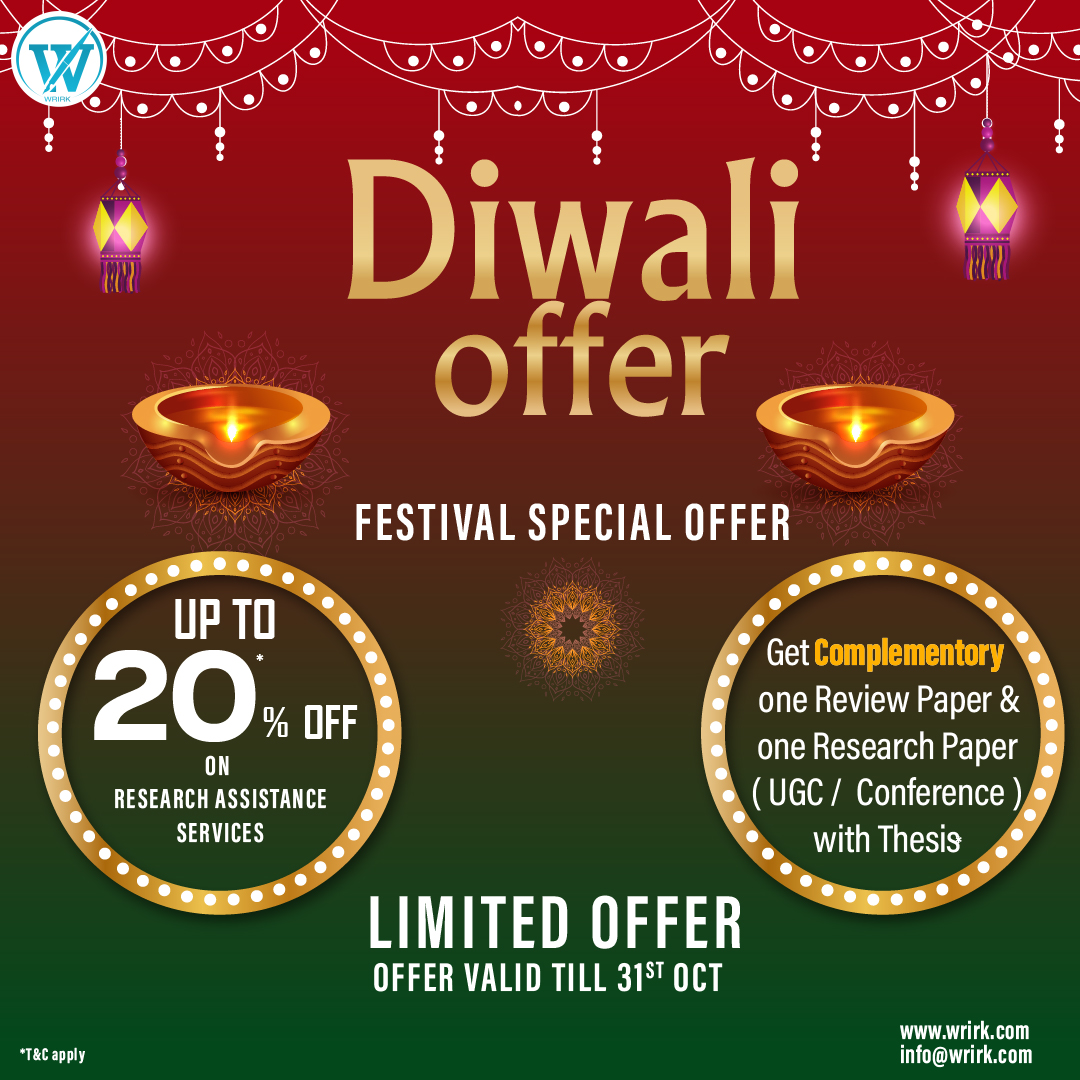 W
WRIRK
Diwali
offer
FESTIVAL SPECIAL OFFER
UP TO
20*% OFF
ON
RESEARCH ASSISTANCE
SERVICES
Get Complementory
one Review Paper &
one Research Paper
( UGC / Conference )
with Thesis*
LIMITED OFFER
OFFER VALID TILL 31ST OCT
*T&C apply
www.wrirk.com
info@wrirk.com